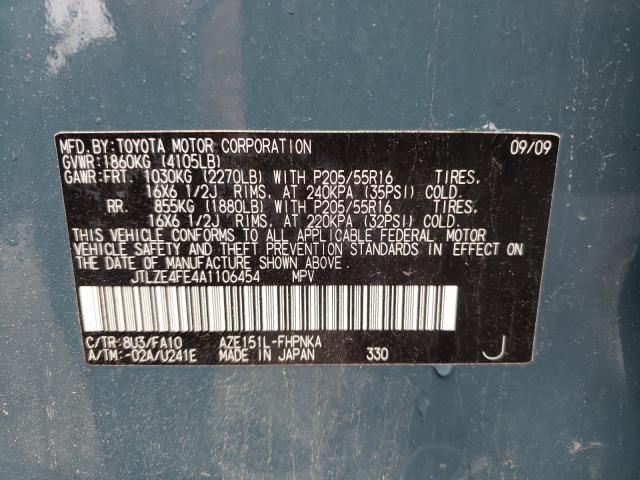 MFD.BY:TOYOTA MOTOR CORPORATION 09/09
GVWR:1860KG (4105LB)
GAWR:FRT 1030KG (2270LB) WITH P205/55R16 TIRES.
16X6 1/2J RIMS, AT 240KPA (35PSI) COLD.
RR. 855KG (1880LB) WITH P205/55R16 TIRES.
16X6 1/2J RIMS, AT 220KPA (32PSI) COLD.
THIS VEHICLE CONFORMS TO ALL APPLICABLE FEDERAL MOTOR
VEHICLE SAFETY AND THEFT PREVENTION STANDARDS IN EFFECT ON
THE DATE OF MANUFACTURE SHOWN ABOVE.
JTLZE4FE4A1106454 MPV
C/TR:8U3/FA10 AZE151L-FHPNKA
A/TM:-02A/U241E MADE IN JAPAN 330 J